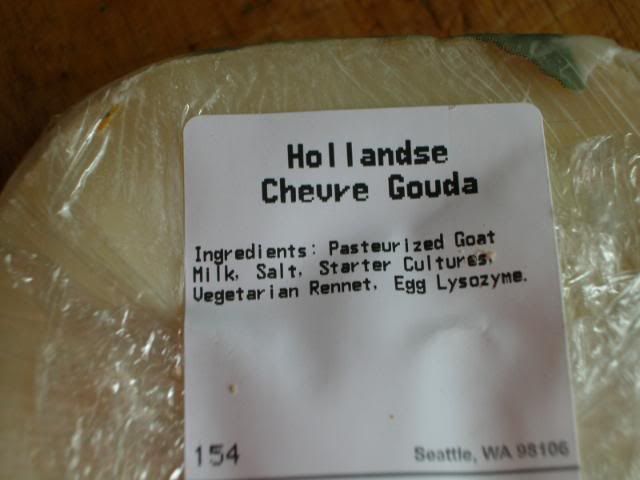 Hollandse
Chevre Gouda
Ingredients: Pasteurized Goat
Milk, Salt, Starter Cultures,
Vegetarian Rennet, Egg Lysozyme.
154
Seattle, WA 98106